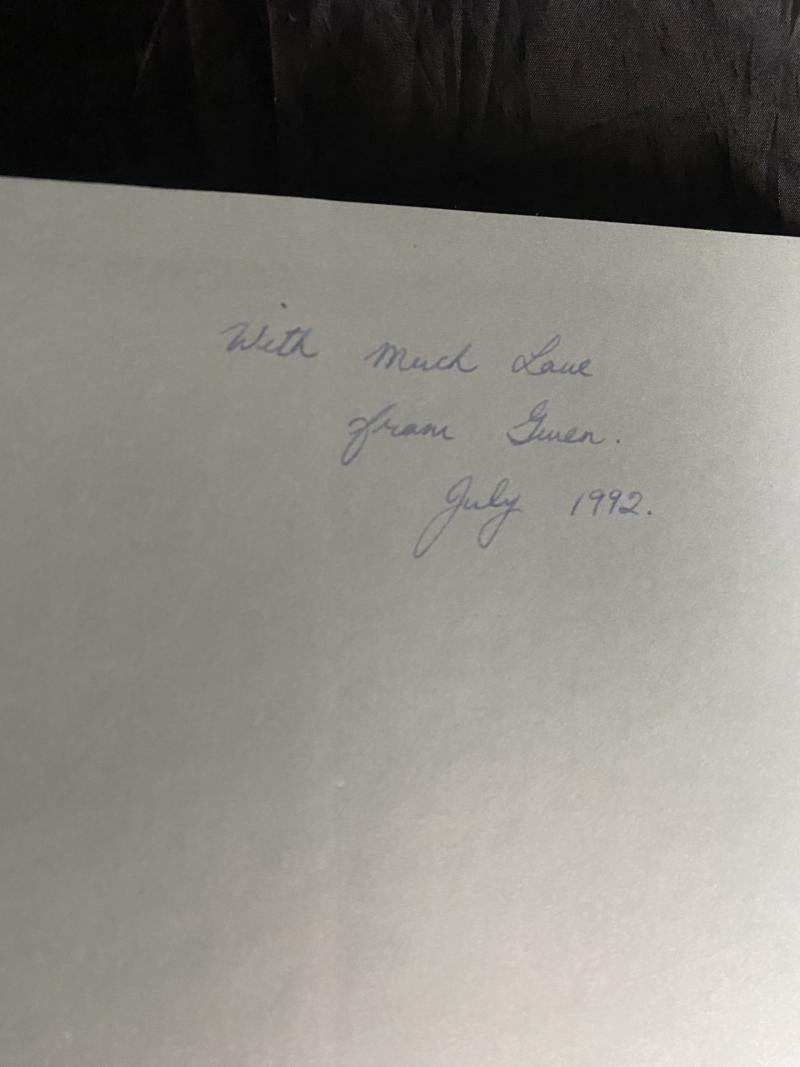 With Much Love
from Gwen.
July 1992.